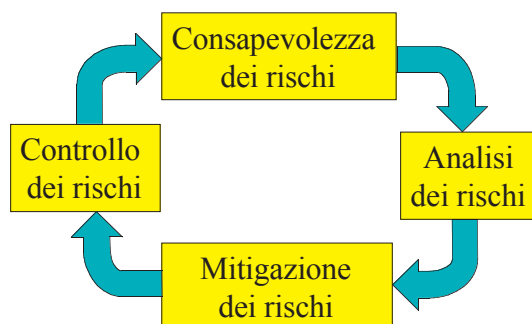 Consapevolezza
dei rischi
Analisi
dei rischi
Mitigazione
dei rischi
Controllo
dei rischi